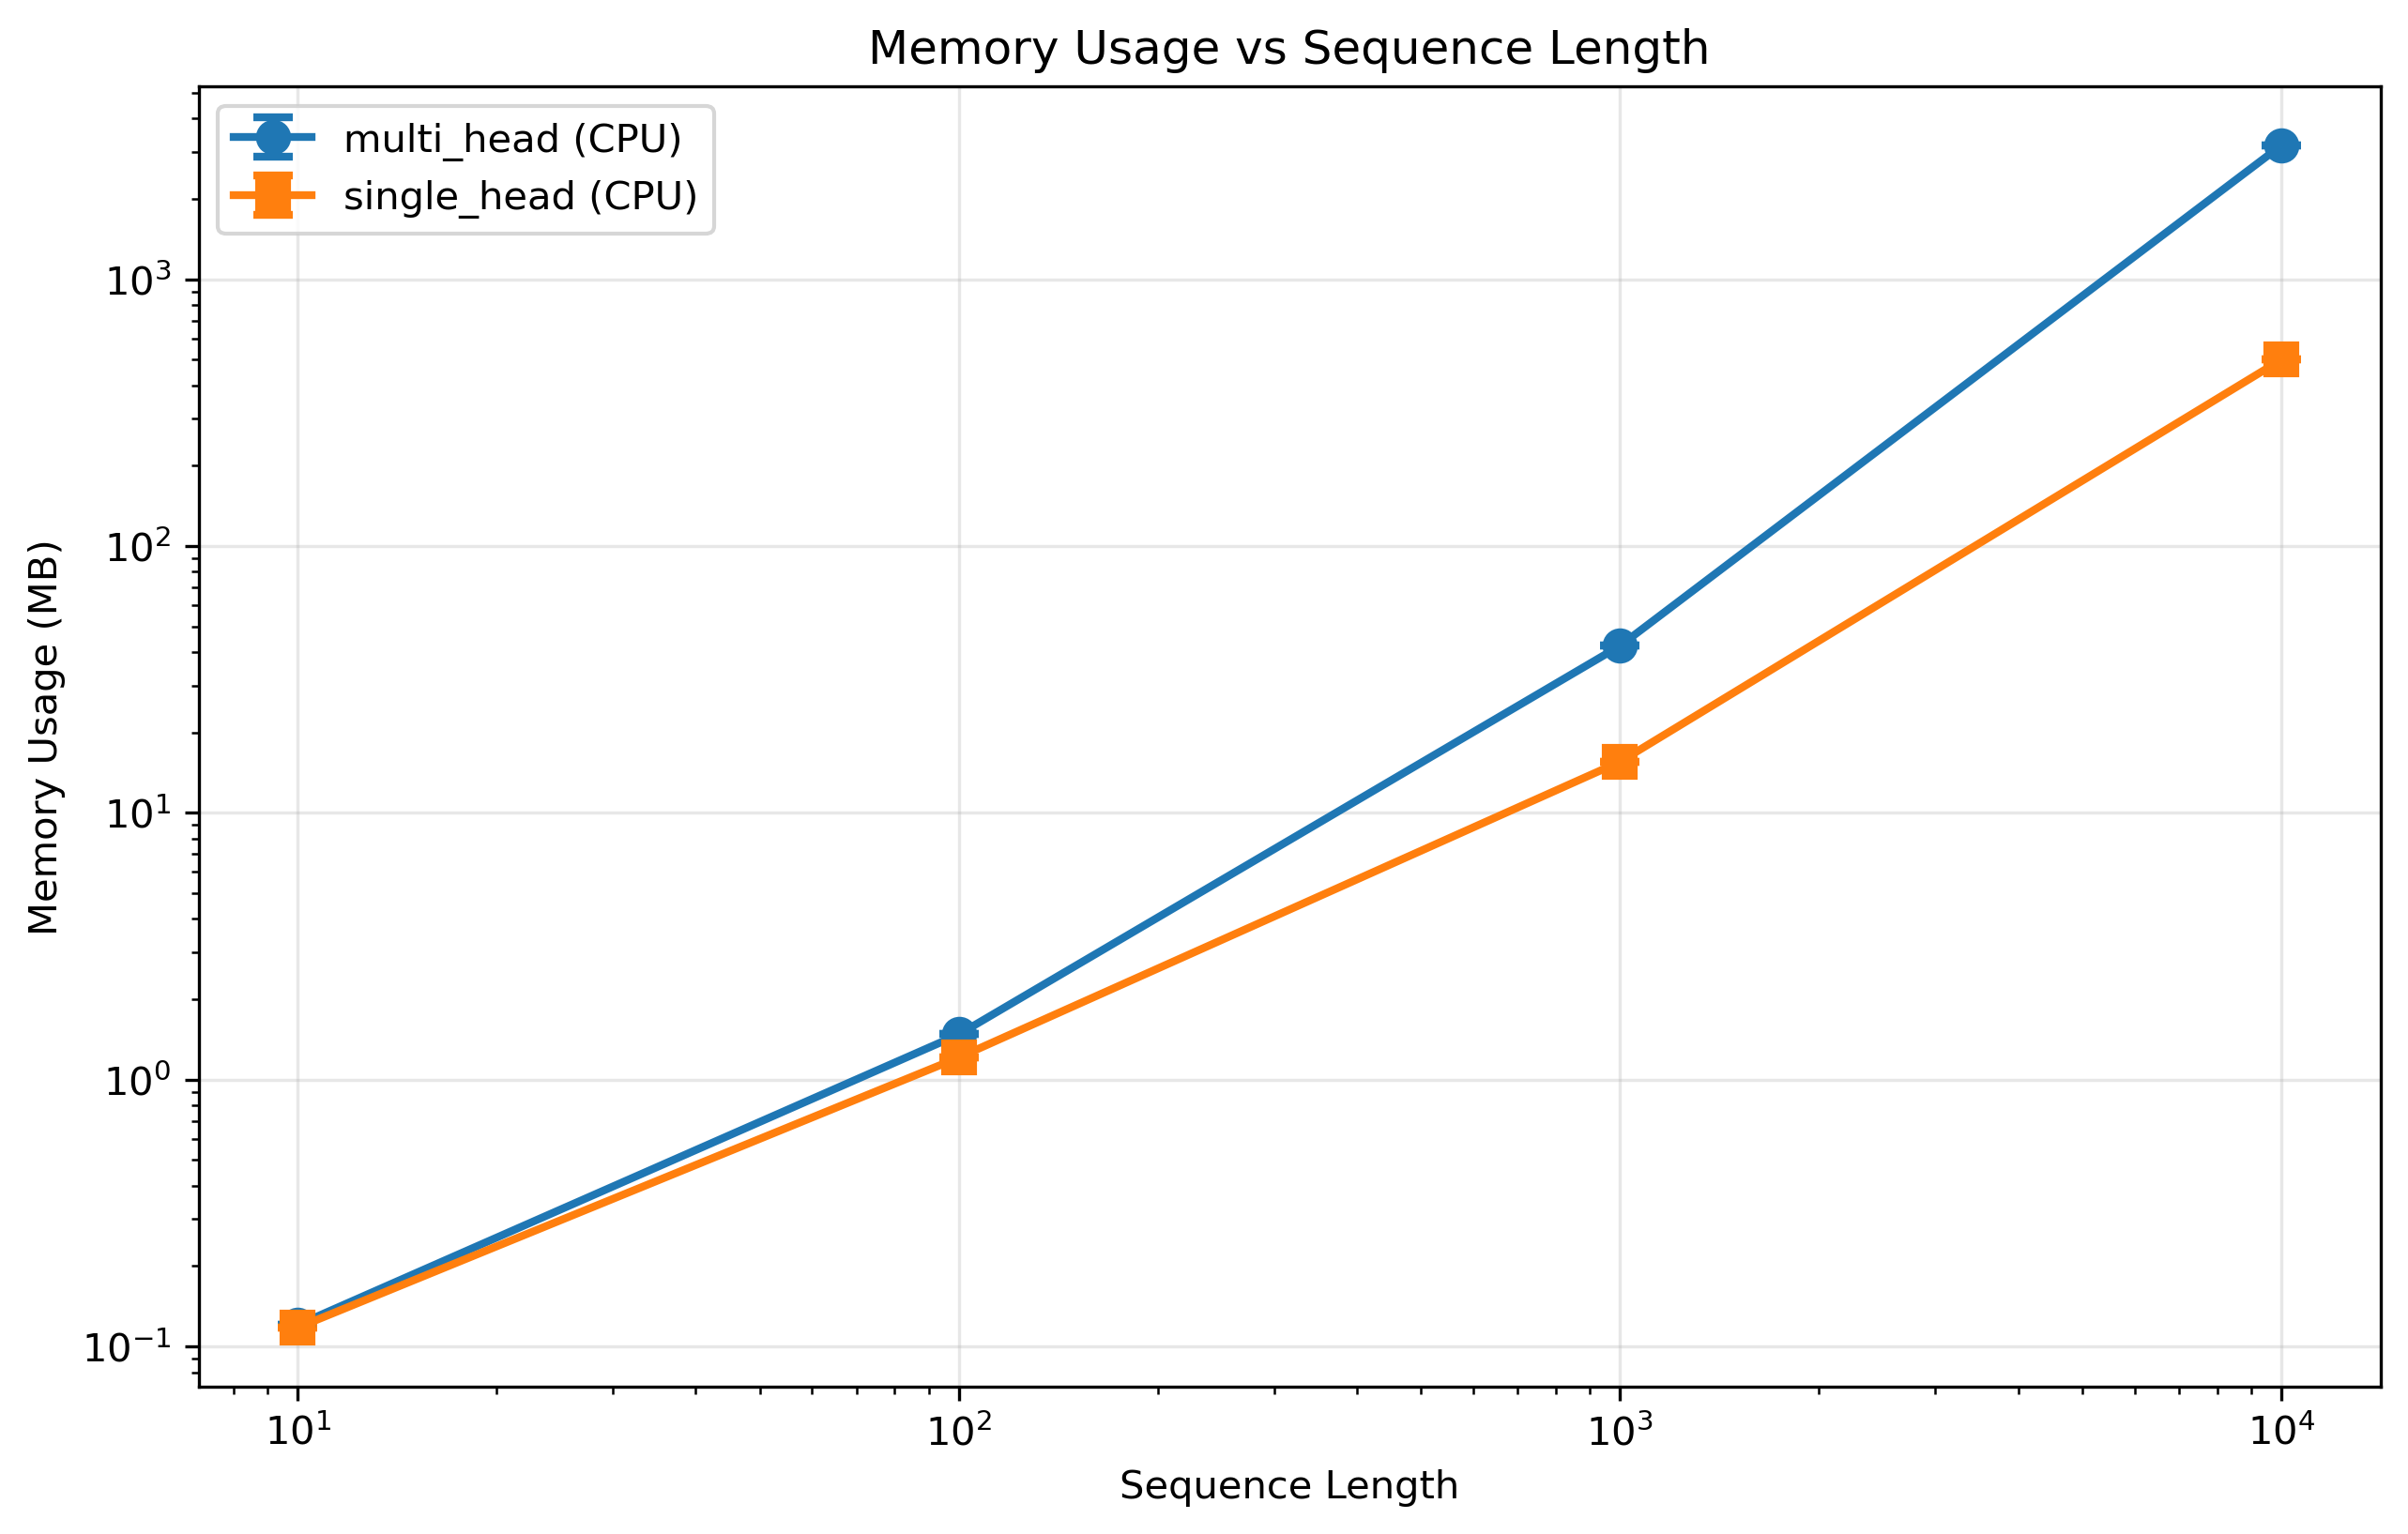 Memory Usage vs Sequence Length
multi_head (CPU)
single_head (CPU)
Memory Usage (MB)
10³
10²
10¹
10⁰
10⁻¹
10¹
10²
10³
10⁴
Sequence Length